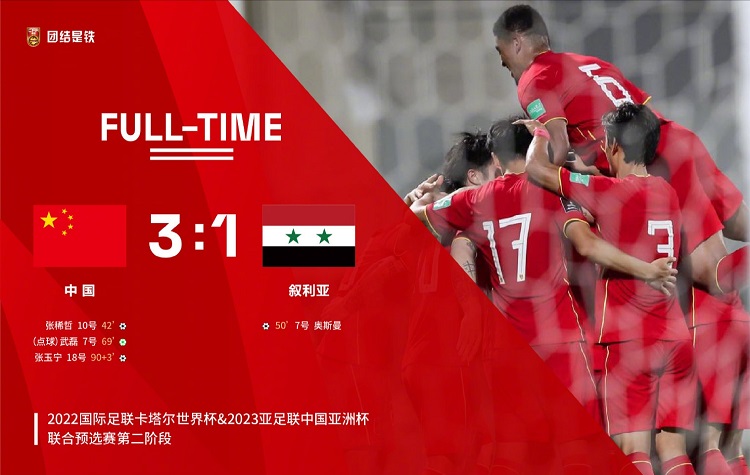 团结是铁
FULL-TIME
3:1
中国
叙利亚
张稀哲 10号 42'
(点球)武磊 7号 69'
张玉宁 18号 90+3'
50' 7号 奥斯曼
2022国际足联卡塔尔世界杯&2023亚足联中国亚洲杯
联合预选赛第二阶段
17
3